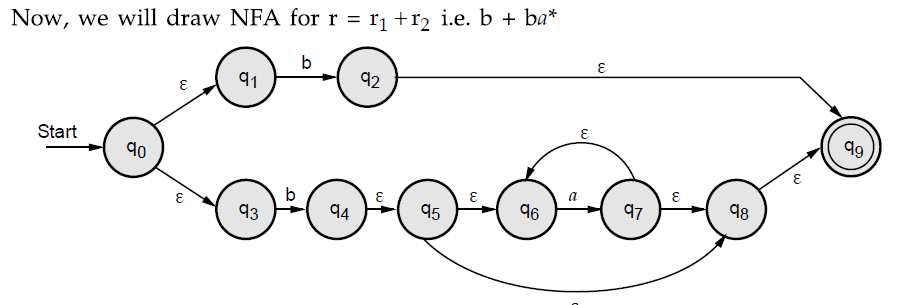 Now, we will draw NFA for r = r₁ + r₂ i.e. b + ba*
b
ε
q₁
q₂
ε
Start
q₀
ε
q₉
ε
b
ε
ε
a
ε
ε
q₃
q₄
q₅
q₆
q₇
q₈